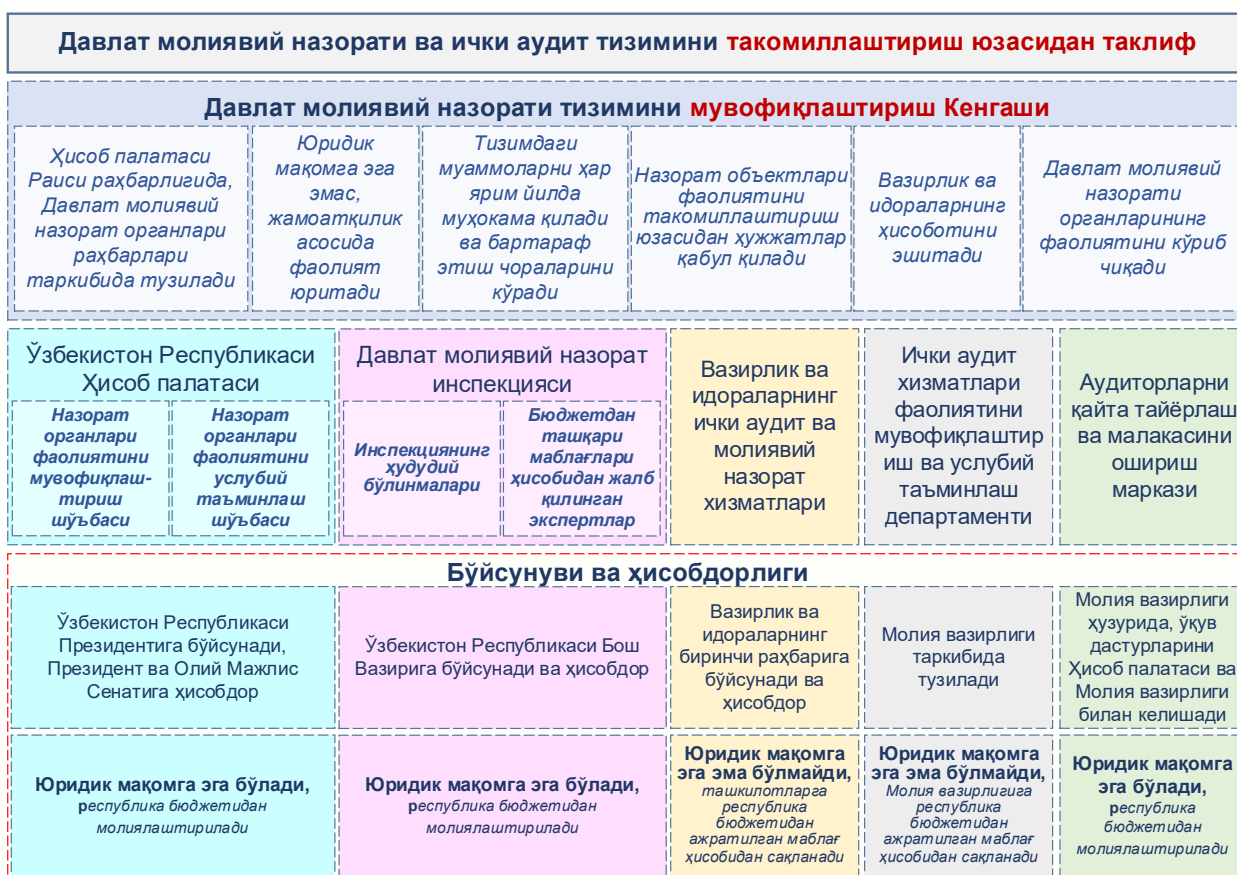 Давлат молиявий назорати ва ички аудит тизимини такомиллаштириш юзасидан таклиф
Давлат молиявий назорати тизимини мувофиқлаштириш Кенгаши
Ҳисоб палатаси
Раиси раҳбарлигида,
Давлат молиявий
назорат органлари
раҳбарлари
таркибида тузилади
Юридик
мақомга эга
эмас,
жамоатқилик
асосида
фаолият
юритади
Тизимдаги
муаммоларни ҳар
ярим йилда
муҳокама қилади
ва бартараф
этиш чораларини
кўради
Назорат объектлари
фаолиятини
такомиллаштириш
юзасидан ҳужжатлар
қабул қилади
Вазирлик ва
идораларнинг
ҳисоботини
эшитади
Давлат молиявий
назорати
органларининг
фаолиятини кўриб
чиқади
Ўзбекистон Республикаси
Ҳисоб палатаси
Назорат
органлари
фаолиятини
мувофиқлаш-
тириш
шўъбаси
Назорат
органлари
фаолиятини
услубий
таъминлаш
шўъбаси
Давлат молиявий назорат
инспекцияси
Инспекциянинг
ҳудудий
бўлинмалари
Бюджетдан
ташқари
маблағлари
ҳисобидан жалб
қилинган
экспертлар
Вазирлик ва
идораларнинг
ички аудит ва
молиявий
назорат
хизматлари
Ички аудит
хизматлари
фаолиятини
мувофиқлаштир
иш ва услубий
таъминлаш
департаменти
Аудиторларни
қайта тайёрлаш
ва малакасини
ошириш
маркази
Бўйсунуви ва ҳисобдорлиги
Ўзбекистон Республикаси
Президентига бўйсунади,
Президент ва Олий Мажлис
Сенатига ҳисобдор
Ўзбекистон Республикаси Бош
Вазирига бўйсунади ва ҳисобдор
Вазирлик ва
идораларнинг
биринчи раҳбарига
бўйсунади ва
ҳисобдор
Молия вазирлиги
таркибида
тузилади
Молия вазирлиги
ҳузурида, ўқув
дастурларини
Ҳисоб палатаси ва
Молия вазирлиги
билан келишади
Юридик мақомга эга бўлади,
республика бюджетидан
молиялаштирилади
Юридик мақомга эга бўлади,
республика бюджетидан
молиялаштирилади
Юридик мақомга
эга эма бўлмайди,
ташкилотларга
республика
бюджетидан
ажратилган маблағ
ҳисобидан сақланади
Юридик мақомга
эга эма бўлмайди,
Молия вазирлигига
республика
бюджетидан
ажратилган маблағ
ҳисобидан сақланади
Юридик мақомга
эга бўлади,
республика
бюджетидан
молиялаштирилади